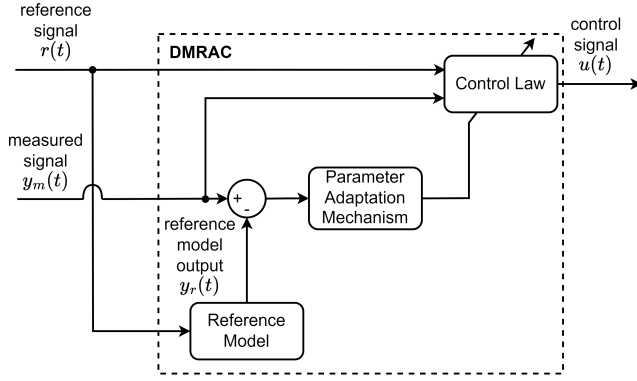 reference
signal
r(t)
DMRAC
control
signal
u(t)
Control Law
measured
signal
y_m(t)
+
-
Parameter
Adaptation
Mechanism
reference
model
output
y_r(t)
Reference
Model